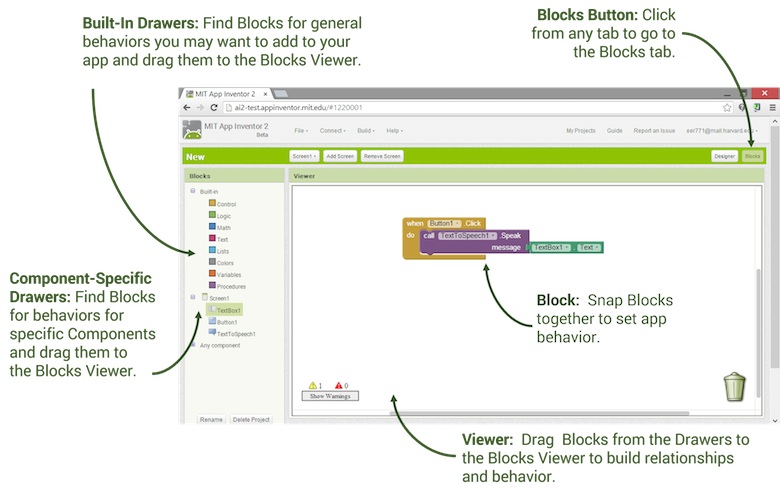 Built-In Drawers: Find Blocks for general
behaviors you may want to add to your
app and drag them to the Blocks Viewer.
Blocks Button: Click
from any tab to go to
the Blocks tab.
MIT App Inventor 2
ai2-test.appinventor.mit.edu/#1220001
MIT App Inventor 2
Beta
File
Connect
Build
Help
My Projects
Guide
Report an Issue
New
Screen1
Add Screen
Remove Screen
Designer
Blocks
Blocks
Viewer
Built-in
Control
Logic
Math
Text
Lists
Colors
Variables
Procedures
Screen1
TextBox1
Button1
TextToSpeech1
Any component
Rename
Delete Project
when Button1 .Click
do call TextToSpeech1 .Speak
message TextBox1 . Text
1 0
Show Warnings
Component-Specific
Drawers: Find Blocks
for behaviors for
specific Components
and drag them to
the Blocks Viewer.
Block: Snap Blocks
together to set app
behavior.
Viewer: Drag Blocks from the Drawers to
the Blocks Viewer to build relationships
and behavior.